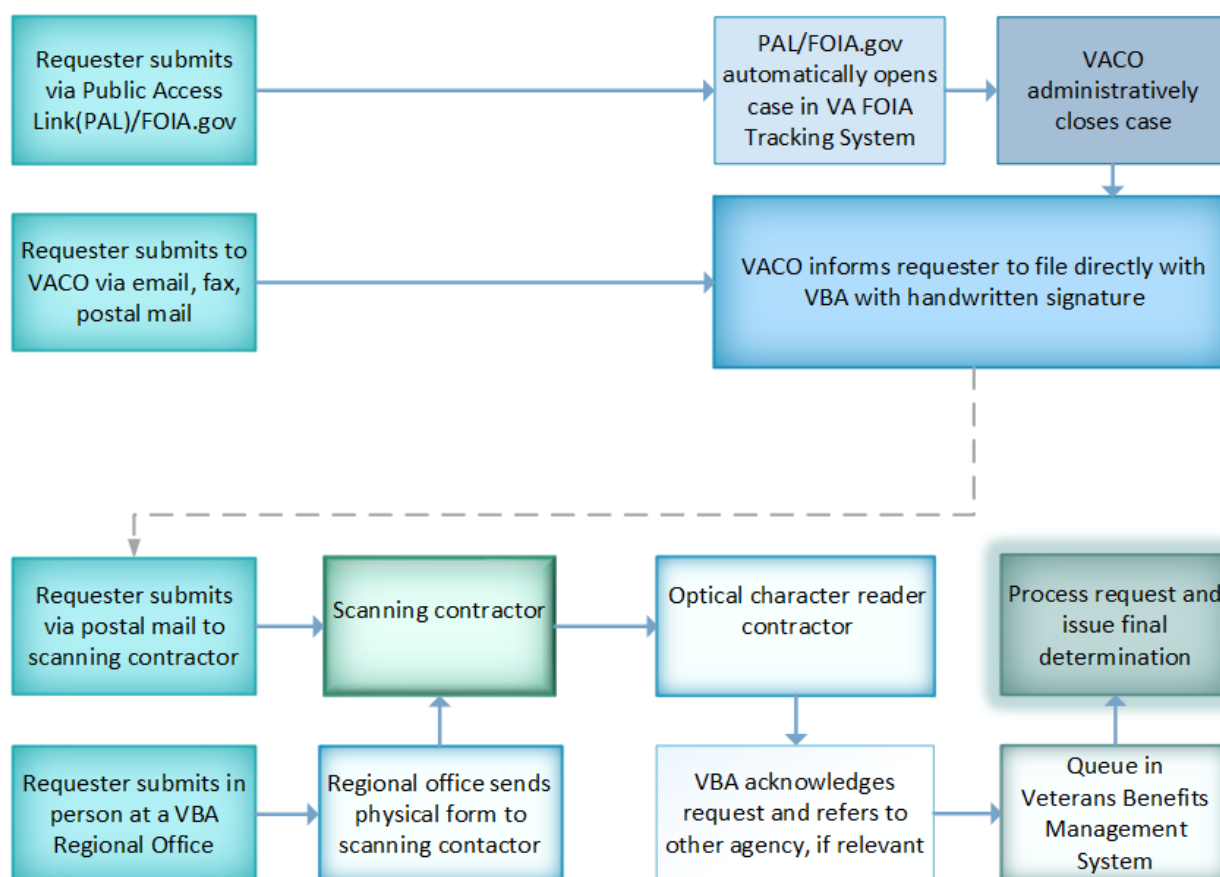 Requester submits
via Public Access
Link(PAL)/FOIA.gov
PAL/FOIA.gov
automatically opens
case in VA FOIA
Tracking System
VACO
administratively
closes case
Requester submits to
VACO via email, fax,
postal mail
VACO informs requester to file directly with
VBA with handwritten signature
Requester submits
via postal mail to
scanning contractor
Scanning contractor
Optical character reader
contractor
Process request and
issue final
determination
Requester submits in
person at a VBA
Regional Office
Regional office sends
physical form to
scanning contactor
VBA acknowledges
request and refers to
other agency, if relevant
Queue in
Veterans Benefits
Management
System